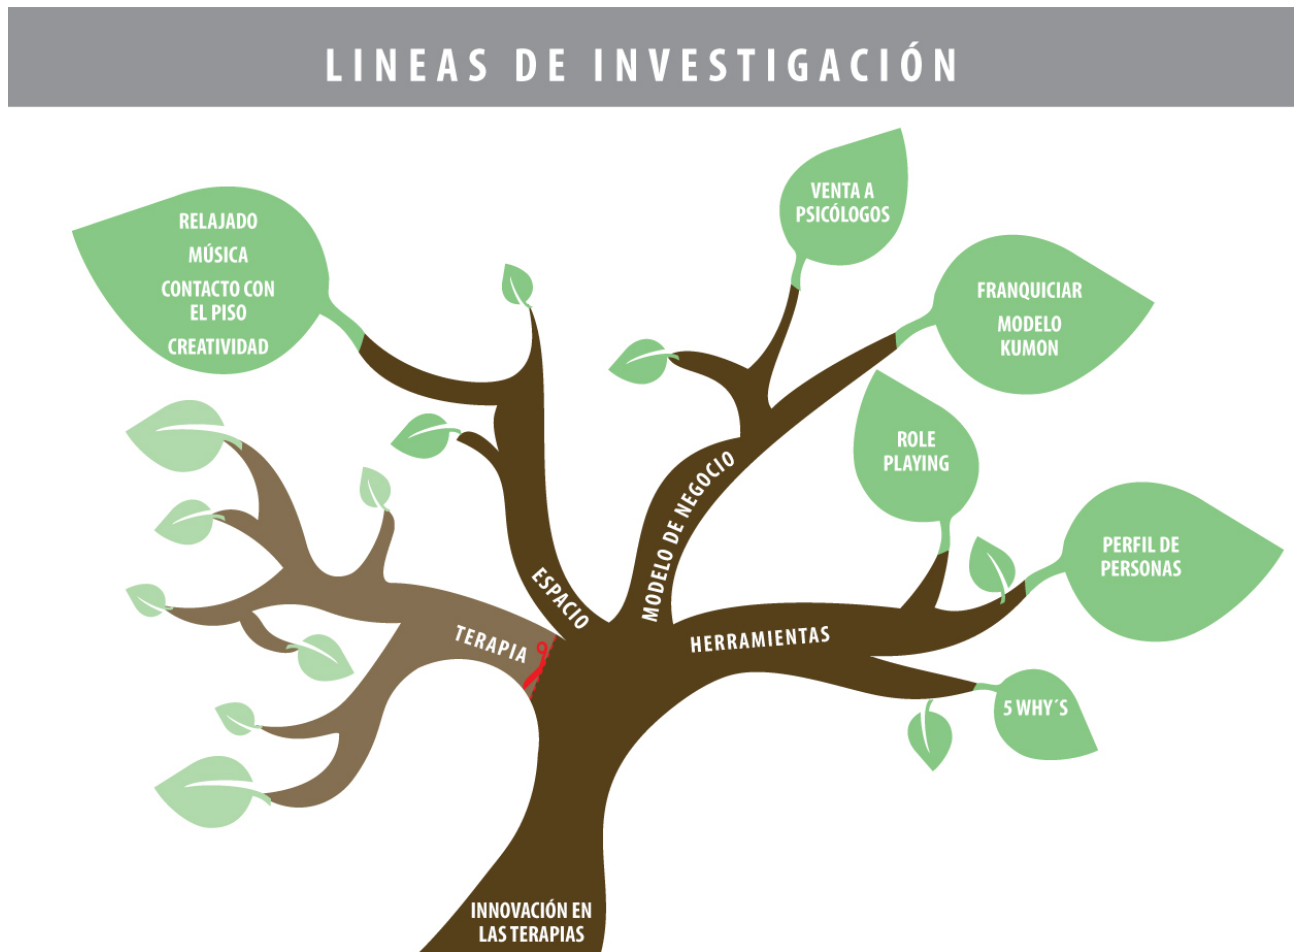 LINEAS DE INVESTIGACIÓN
RELAJADO
MÚSICA
CONTACTO CON
EL PISO
CREATIVIDAD
VENTA A
PSICÓLOGOS
FRANQUICIAR
MODELO
KUMON
ROLE
PLAYING
PERFIL DE
PERSONAS
5 WHY´S
TERAPIA
ESPACIO
MODELO DE NEGOCIO
HERRAMIENTAS
INNOVACIÓN EN
LAS TERAPIAS